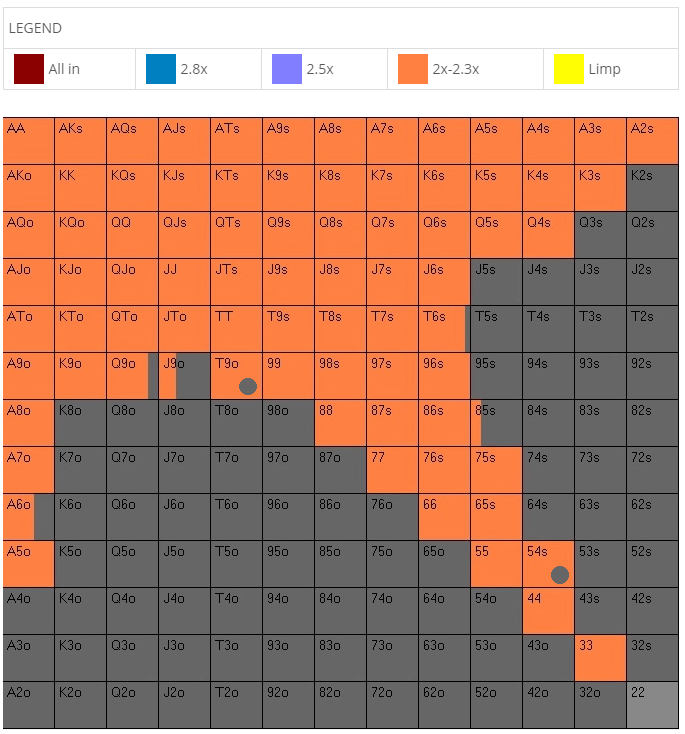 LEGEND
All in 2.8x 2.5x 2x-2.3x Limp
AA AKs AQs AJs ATs A9s A8s A7s A6s A5s A4s A3s A2s
AKo KK KQs KJs KTs K9s K8s K7s K6s K5s K4s K3s K2s
AQo KQo QQ QJs QTs Q9s Q8s Q7s Q6s Q5s Q4s Q3s Q2s
AJo KJo QJo JJ JTs J9s J8s J7s J6s J5s J4s J3s J2s
ATo KTo QTo JTo TT T9s T8s T7s T6s T5s T4s T3s T2s
A9o K9o Q9o J9o T9o 99 98s 97s 96s 95s 94s 93s 92s
A8o K8o Q8o J8o T8o 98o 88 87s 86s 85s 84s 83s 82s
A7o K7o Q7o J7o T7o 97o 87o 77 76s 75s 74s 73s 72s
A6o K6o Q6o J6o T6o 96o 86o 76o 66 65s 64s 63s 62s
A5o K5o Q5o J5o T5o 95o 85o 75o 65o 55 54s 53s 52s
A4o K4o Q4o J4o T4o 94o 84o 74o 64o 54o 44 43s 42s
A3o K3o Q3o J3o T3o 93o 83o 73o 63o 53o 43o 33 32s
A2o K2o Q2o J2o T2o 92o 82o 72o 62o 52o 42o 32o 22